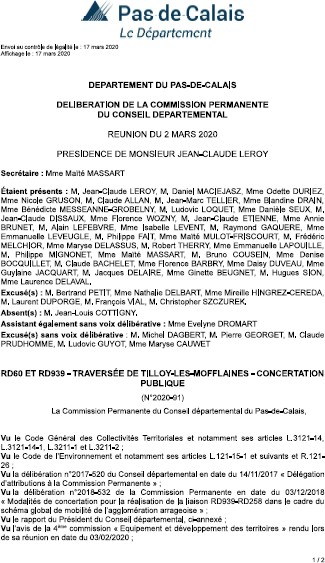 Pas de Calais
Le Département
Envoi au contrôle de légalité le : 17 mars 2020
Affichage le : 17 mars 2020
DEPARTEMENT DU PAS-DE-CALAIS
DELIBERATION DE LA COMMISSION PERMANENTE
DU CONSEIL DEPARTEMENTAL
REUNION DU 2 MARS 2020
PRESIDENCE DE MONSIEUR JEAN-CLAUDE LEROY
Secrétaire : Mme Maïté MASSART
Étaient présents : M. Jean-Claude LEROY, M. Daniel MACIEJASZ, Mme Odette DURIEZ,
Mme Nicole GRUSON, M. Claude ALLAN, M. Jean-Marc TELLIER, Mme Blandine DRAIN,
Mme Bénédicte MESSEANNE-GROBELNY, M. Ludovic LOQUET, Mme Danièle SEUX, M.
Jean-Claude DISSAUX, Mme Florence WOZNY, M. Jean-Claude ETIENNE, Mme Annie
BRUNET, M. Alain LEFEBVRE, Mme Isabelle LEVENT, M. Raymond GAQUERE, Mme
Emmanuelle LEVEUGLE, M. Philippe FAIT, Mme Maïté MULOT-FRISCOURT, M. Frédéric
MELCHIOR, Mme Maryse DELASSUS, M. Robert THERRY, Mme Emmanuelle LAPOUILLE,
M. Philippe MIGNONET, Mme Maïté MASSART, M. Bruno COUSEIN, Mme Denise
BOCQUILLET, M. Claude BACHELET, Mme Florence BARBRY, Mme Daisy DUVEAU, Mme
Guylaine JACQUART, M. Jacques DELAIRE, Mme Ginette BEUGNET, M. Hugues SION,
Mme Laurence DELAVAL.
Excusé(s) : M. Bertrand PETIT, Mme Nathalie DELBART, Mme Mireille HINGREZ-CEREDA,
M. Laurent DUPORGE, M. François VIAL, M. Christopher SZCZUREK.
Absent(s) : M. Jean-Louis COTTIGNY.
Assistant également sans voix délibérative : Mme Evelyne DROMART
Excusé(s) sans voix délibérative : M. Michel DAGBERT, M. Pierre GEORGET, M. Claude
PRUDHOMME, M. Ludovic GUYOT, Mme Maryse CAUWET
RD60 ET RD939 - TRAVERSÉE DE TILLOY-LES-MOFFLAINES - CONCERTATION
PUBLIQUE
(N°2020-91)
La Commission Permanente du Conseil départemental du Pas-de-Calais,
Vu le Code Général des Collectivités Territoriales et notamment ses articles L.3121-14,
L.3121-14-1, L.3211-1 et L.3211-2 ;
Vu le Code de l'Environnement et notamment ses articles L.121-15-1 et suivants et R.121-
26 ;
Vu la délibération n°2017-520 du Conseil départemental en date du 14/11/2017 « Délégation
d'attributions à la Commission Permanente » ;
Vu la délibération n°2018-532 de la Commission Permanente en date du 03/12/2018
« Modalités de concertation pour la réalisation de la liaison RD939-RD258 dans le cadre du
schéma global de mobilité de l'agglomération arrageoise » ;
Vu le rapport du Président du Conseil départemental, ci-annexé ;
Vu l'avis de la 4ème commission « Equipement et développement des territoires » rendu lors
de sa réunion en date du 03/02/2020 ;
1 / 2